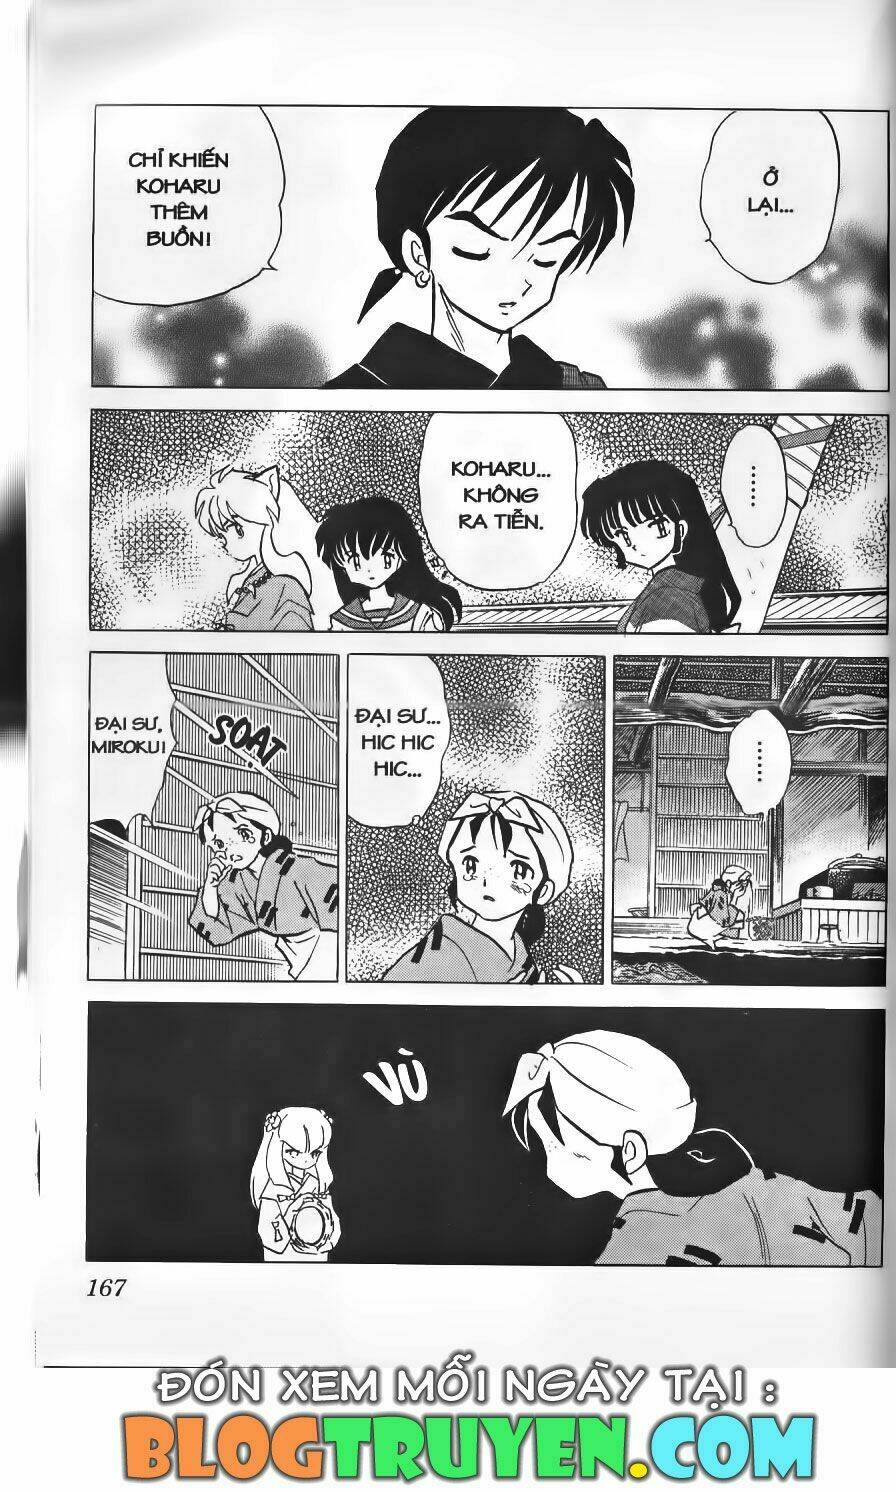 Ở
LẠI...
CHỈ KHIẾN
KOHARU
THÊM
BUỒN!
......
KOHARU...
KHÔNG
RA TIỄN.
......
ĐẠI SƯ...
HIC HIC
HIC...
ĐẠI SƯ,
MIROKU!
SOẠT
VÙ
167
ĐÓN XEM MỖI NGÀY TẠI :
BLOGTRUYEN.COM